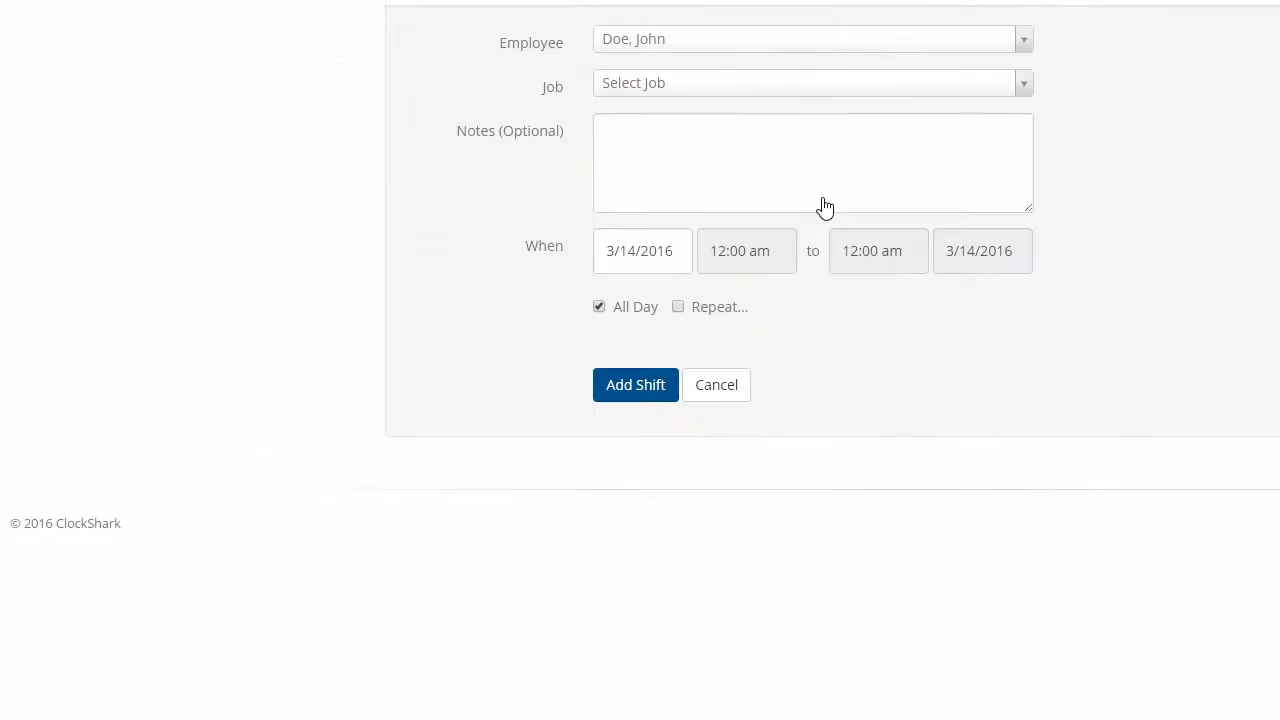 Employee Doe, John
Job Select Job
Notes (Optional)
When 3/14/2016 12:00 am to 12:00 am 3/14/2016
All Day Repeat...
Add Shift Cancel
© 2016 ClockShark